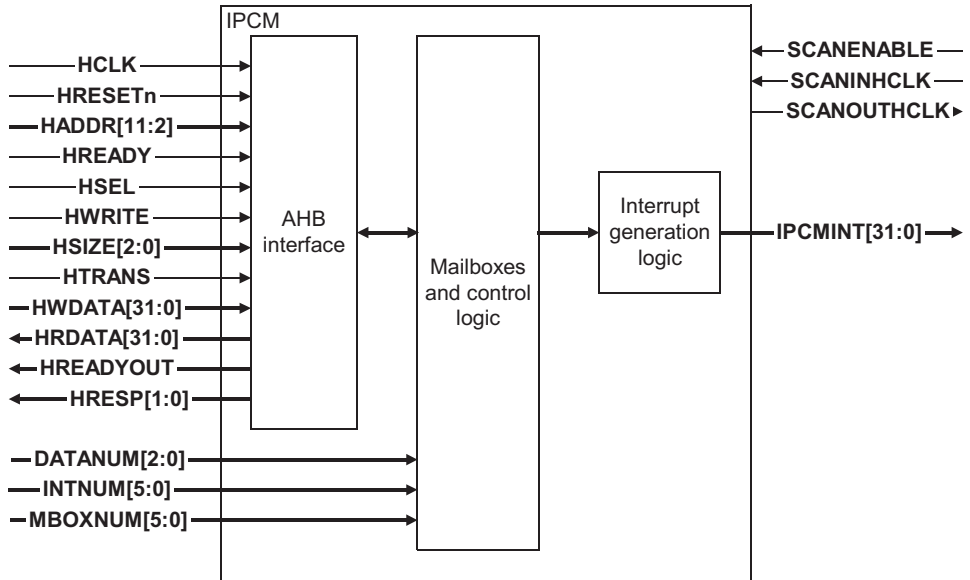 IPCM
HCLK
HRESETn
HADDR[11:2]
HREADY
HSEL
HWRITE
HSIZE[2:0]
HTRANS
HWDATA[31:0]
HRDATA[31:0]
HREADYOUT
HRESP[1:0]
DATANUM[2:0]
INTNUM[5:0]
MBOXNUM[5:0]
AHB
interface
Mailboxes
and control
logic
Interrupt
generation
logic
SCANENABLE
SCANINHCLK
SCANOUTHCLK
IPCMINT[31:0]